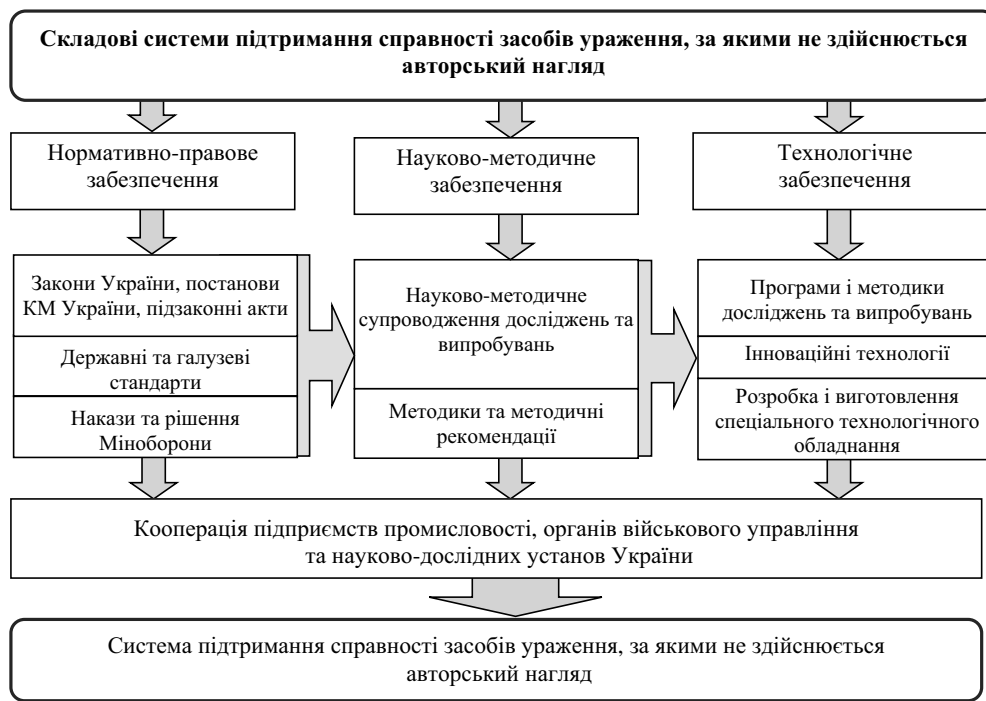 Складові системи підтримання справності засобів ураження, за якими не здійснюється
авторський нагляд
Нормативно-правове
забезпечення
Науково-методичне
забезпечення
Технологічне
забезпечення
Закони України, постанови
КМ України, підзаконні акти
Державні та галузеві
стандарти
Накази та рішення
Міноборони
Науково-методичне
супроводження досліджень та
випробувань
Методики та методичні
рекомендації
Програми і методики
досліджень та випробувань
Інноваційні технології
Розробка і виготовлення
спеціального технологічного
обладнання
Кооперація підприємств промисловості, органів військового управління
та науково-дослідних установ України
Система підтримання справності засобів ураження, за якими не здійснюється
авторський нагляд